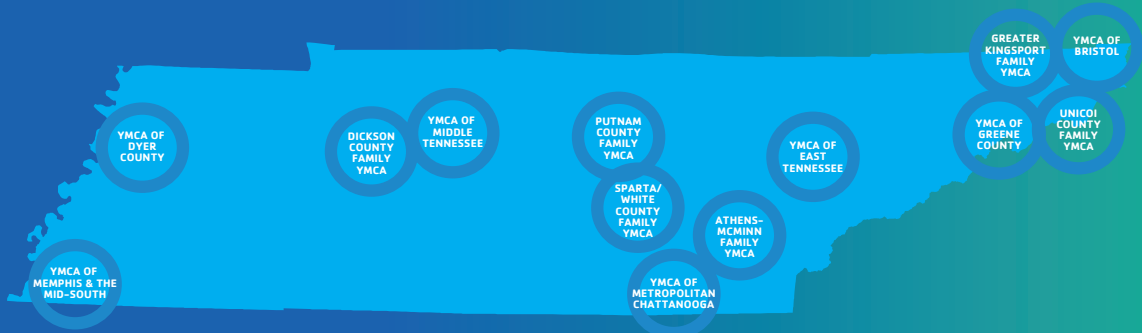 GREATER
KINGSPORT
FAMILY
YMCA
YMCA OF
BRISTOL
YMCA OF
DYER
COUNTY
DICKSON
COUNTY
FAMILY
YMCA
YMCA OF
MIDDLE
TENNESSEE
PUTNAM
COUNTY
FAMILY
YMCA
YMCA OF
EAST
TENNESSEE
YMCA OF
GREENE
COUNTY
UNICOI
COUNTY
FAMILY
YMCA
SPARTA/
WHITE
COUNTY
FAMILY
YMCA
ATHENS-
MCMINN
FAMILY
YMCA
YMCA OF
MEMPHIS & THE
MID-SOUTH
YMCA OF
METROPOLITAN
CHATTANOOGA